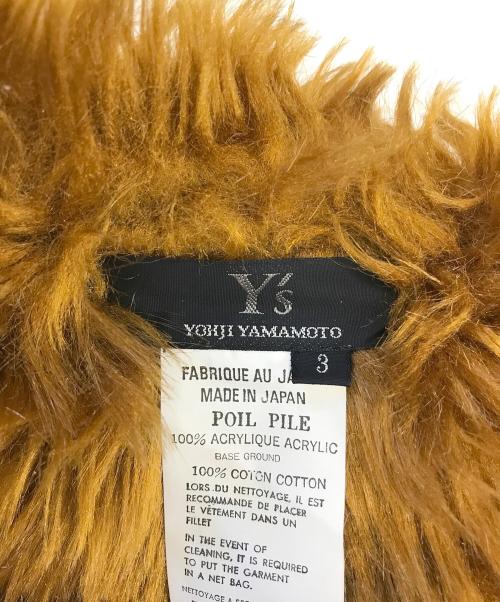 Y's
YOHJI YAMAMOTO
3
FABRIQUE AU
MADE IN JAPAN
POIL PILE
100% ACRYLIQUE ACRYLIC
BASE GROUND
100% COTON COTTON
LORS DU NETTOYAGE, IL EST
RECOMMANDE DE PLACER
LE VÊTEMENT DANS UN
FILLET
IN THE EVENT OF
CLEANING, IT IS REQUIRED
TO PUT THE GARMENT
IN A NET BAG.
NETTOYAGE A